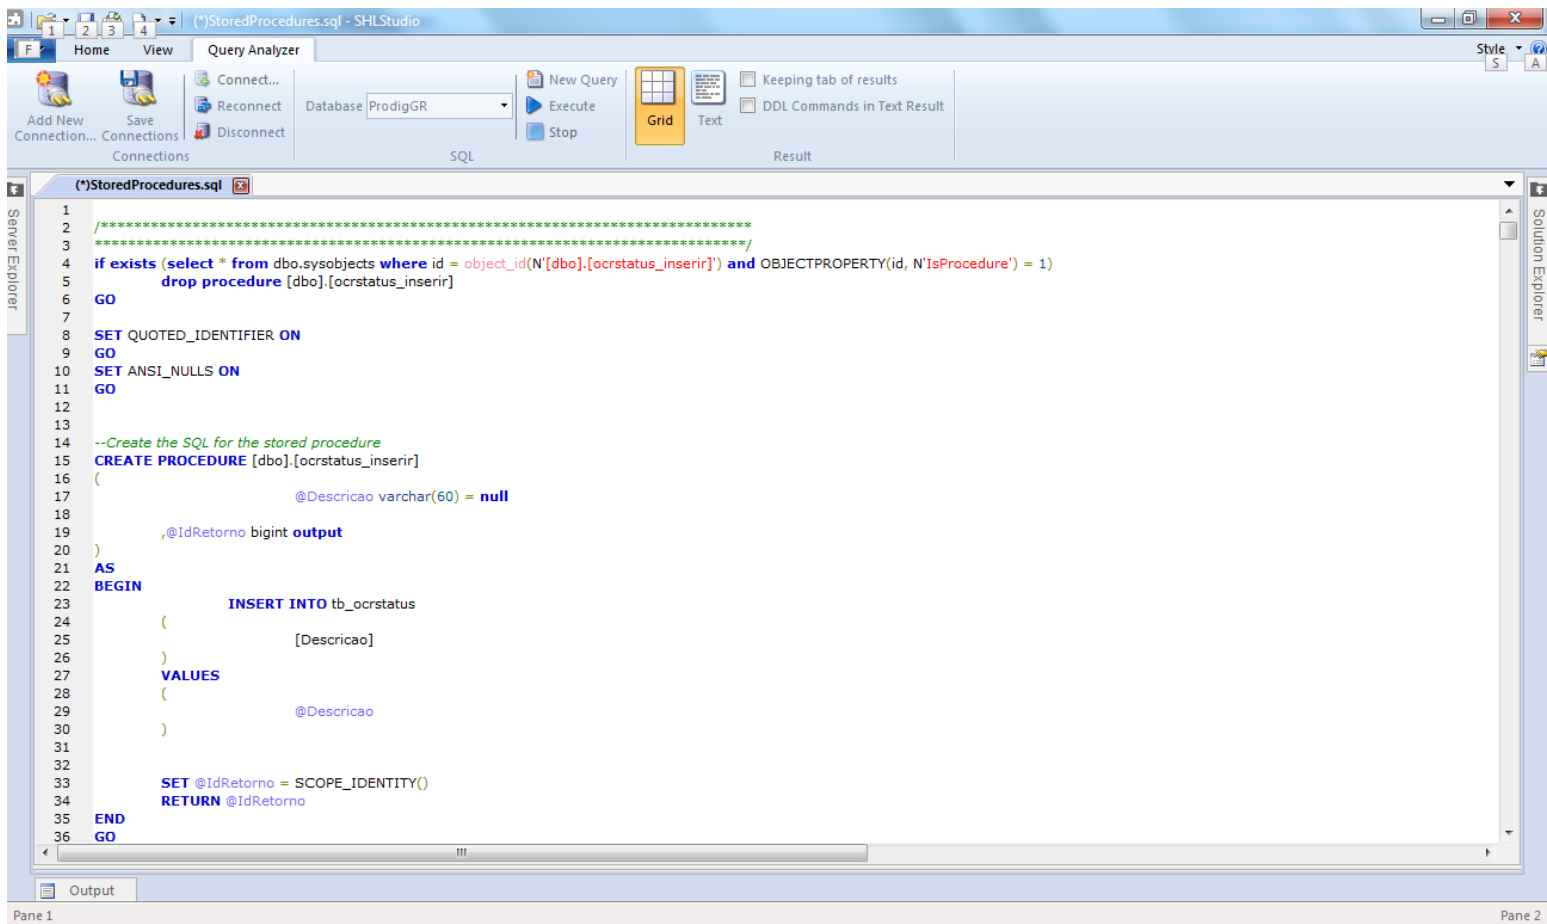 1 2 3 4 (*)StoredProcedures.sql - SHLStudio
F Home View Query Analyzer Style
S A
Add New Connection...
Save Connections
Connect...
Reconnect
Disconnect
Connections
Database ProdigGR
SQL
New Query
Execute
Stop
Grid
Text
Keeping tab of results
DDL Commands in Text Result
Result
Server Explorer
(*)StoredProcedures.sql
1
2 /******************************************************************************
3 ******************************************************************************/
4 if exists (select * from dbo.sysobjects where id = object_id(N'[dbo].[ocrstatus_inserir]') and OBJECTPROPERTY(id, N'IsProcedure') = 1)
5 drop procedure [dbo].[ocrstatus_inserir]
6 GO
7
8 SET QUOTED_IDENTIFIER ON
9 GO
10 SET ANSI_NULLS ON
11 GO
12
13
14 --Create the SQL for the stored procedure
15 CREATE PROCEDURE [dbo].[ocrstatus_inserir]
16 (
17 @Descricao varchar(60) = null
18
19 ,@IdRetorno bigint output
20 )
21 AS
22 BEGIN
23 INSERT INTO tb_ocrstatus
24 (
25 [Descricao]
26 )
27 VALUES
28 (
29 @Descricao
30 )
31
32
33 SET @IdRetorno = SCOPE_IDENTITY()
34 RETURN @IdRetorno
35 END
36 GO
Solution Explorer
Output
Pane 1 Pane 2